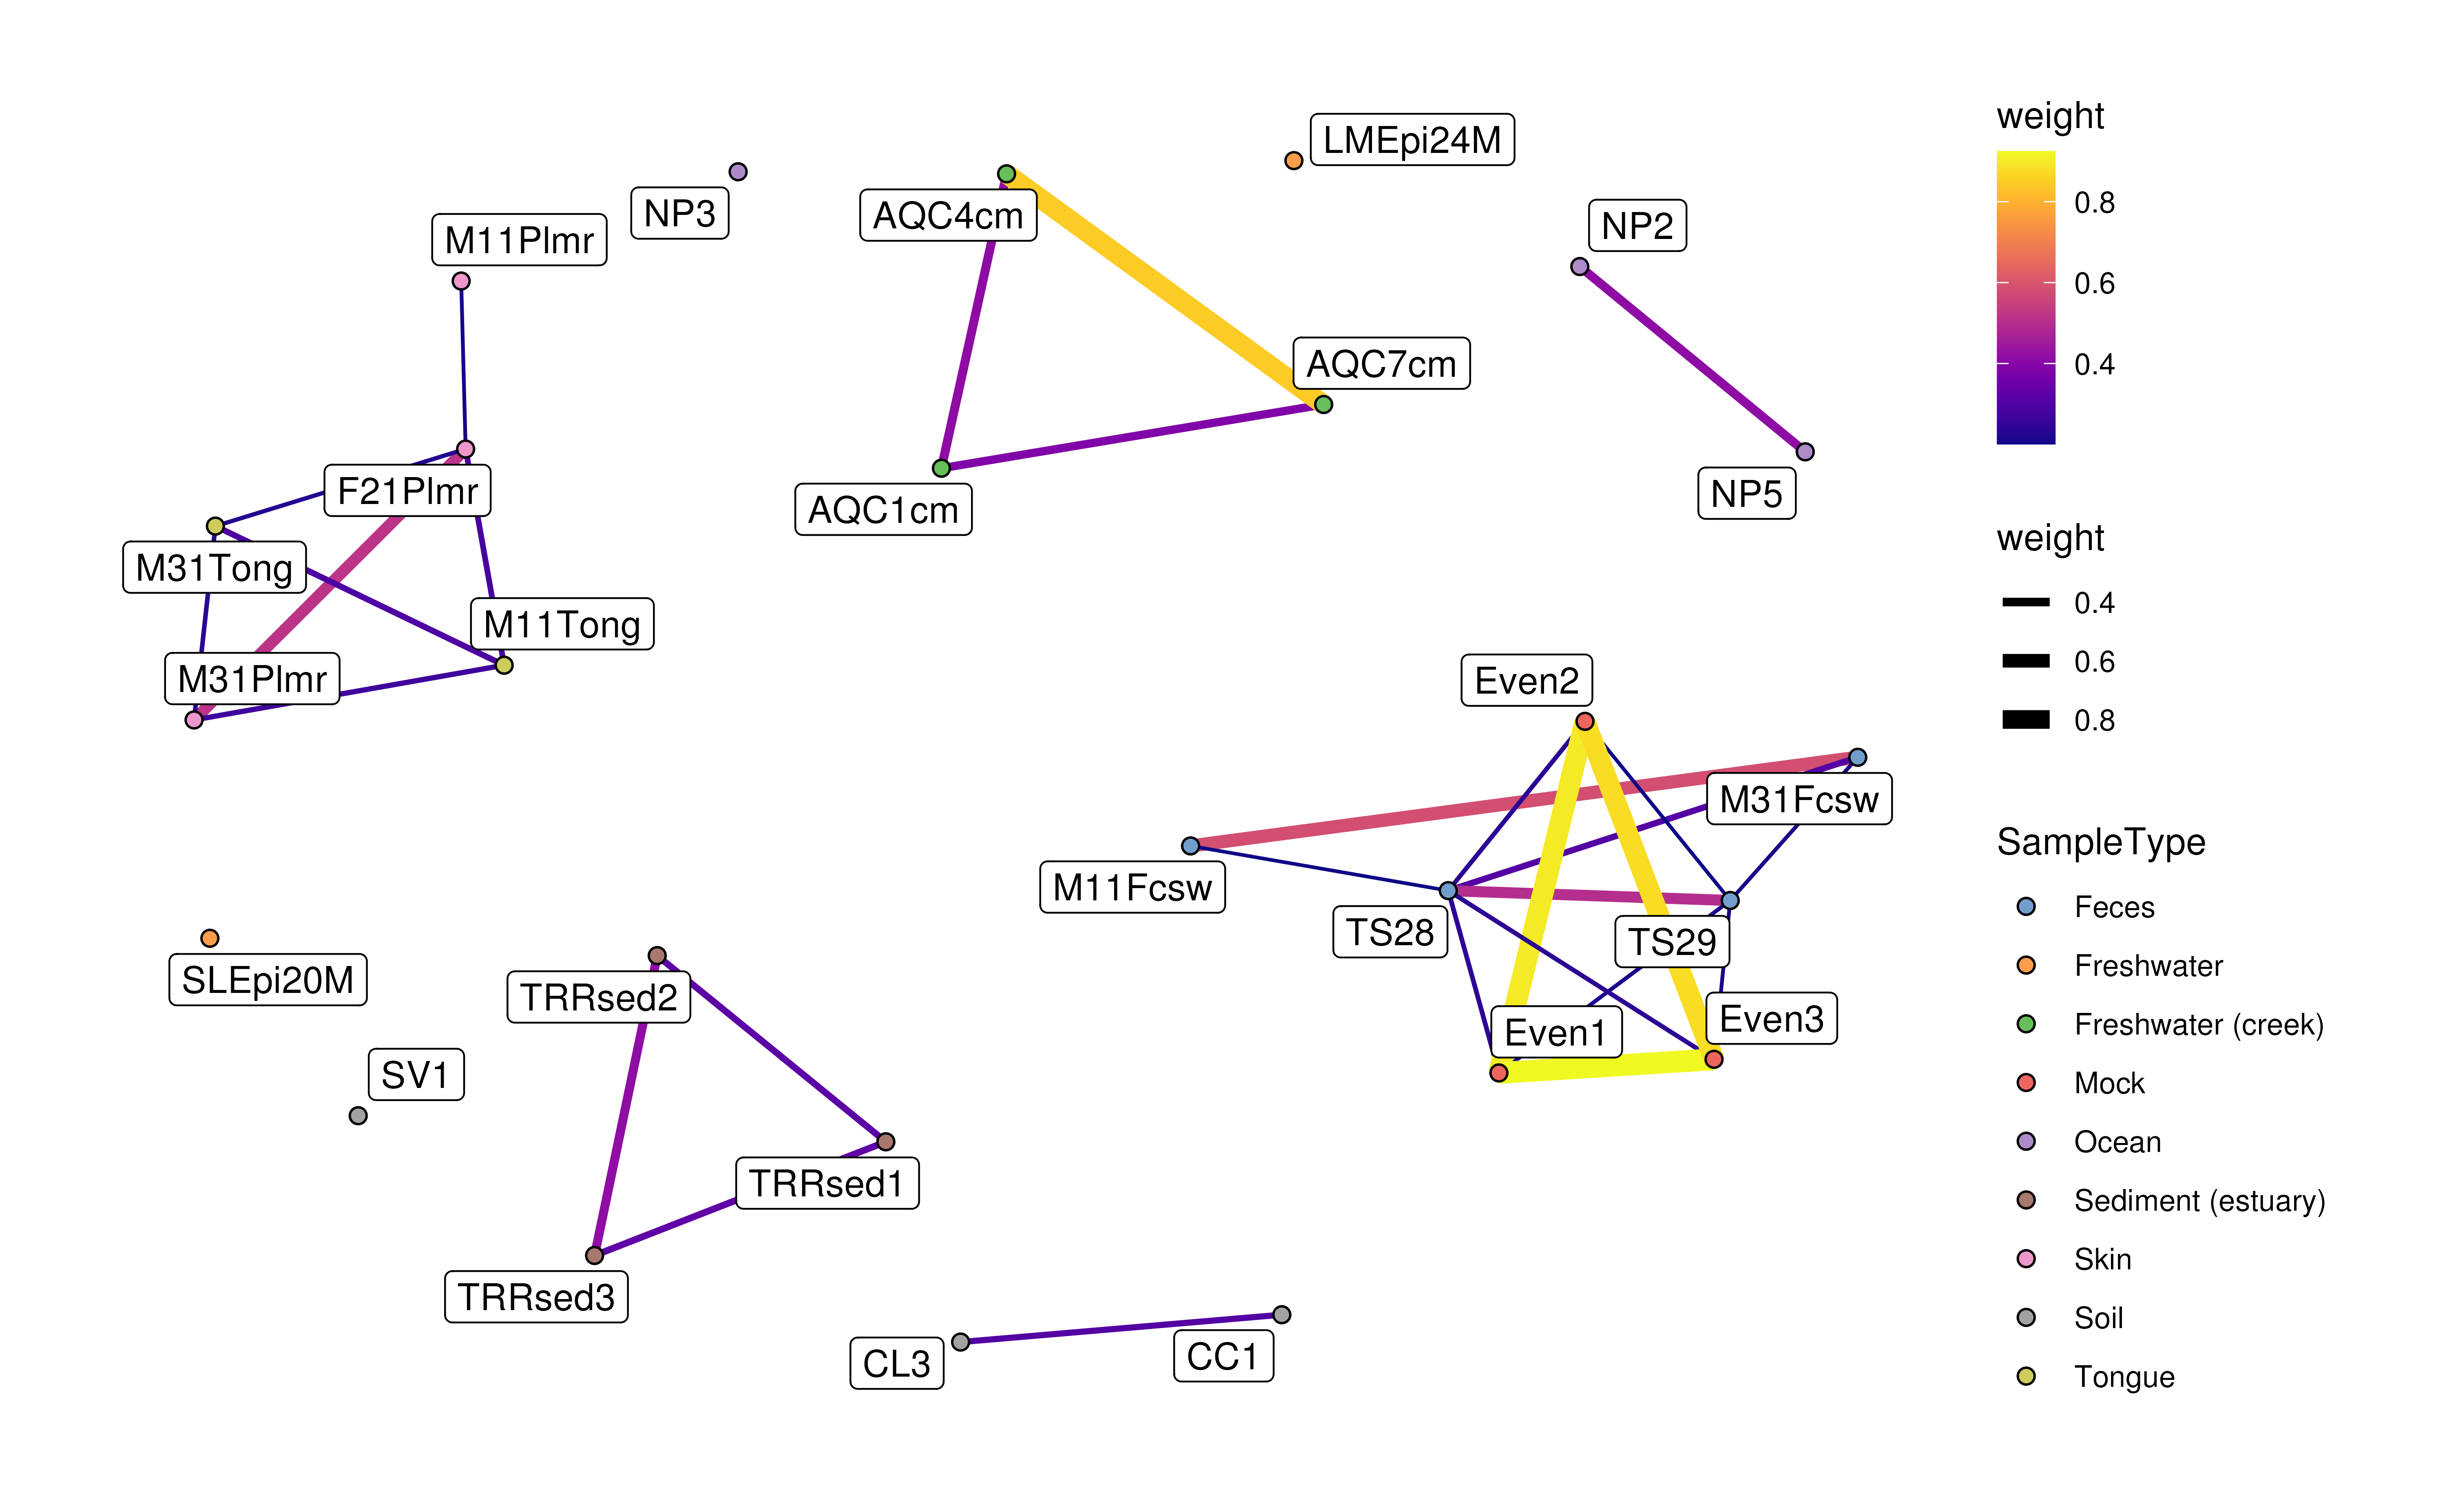 LMEpi24M
NP3
AQC4cm
NP2
M11Plmr
AQC7cm
F21Plmr
NP5
AQC1cm
M31Tong
M11Tong
M31Plmr
Even2
M31Fcsw
M11Fcsw
TS28
TS29
SLEpi20M
TRRsed2
Even3
Even1
SV1
TRRsed1
TRRsed3
CL3
CC1
weight
0.8
0.6
0.4
weight
0.4
0.6
0.8
SampleType
Feces
Freshwater
Freshwater (creek)
Mock
Ocean
Sediment (estuary)
Skin
Soil
Tongue